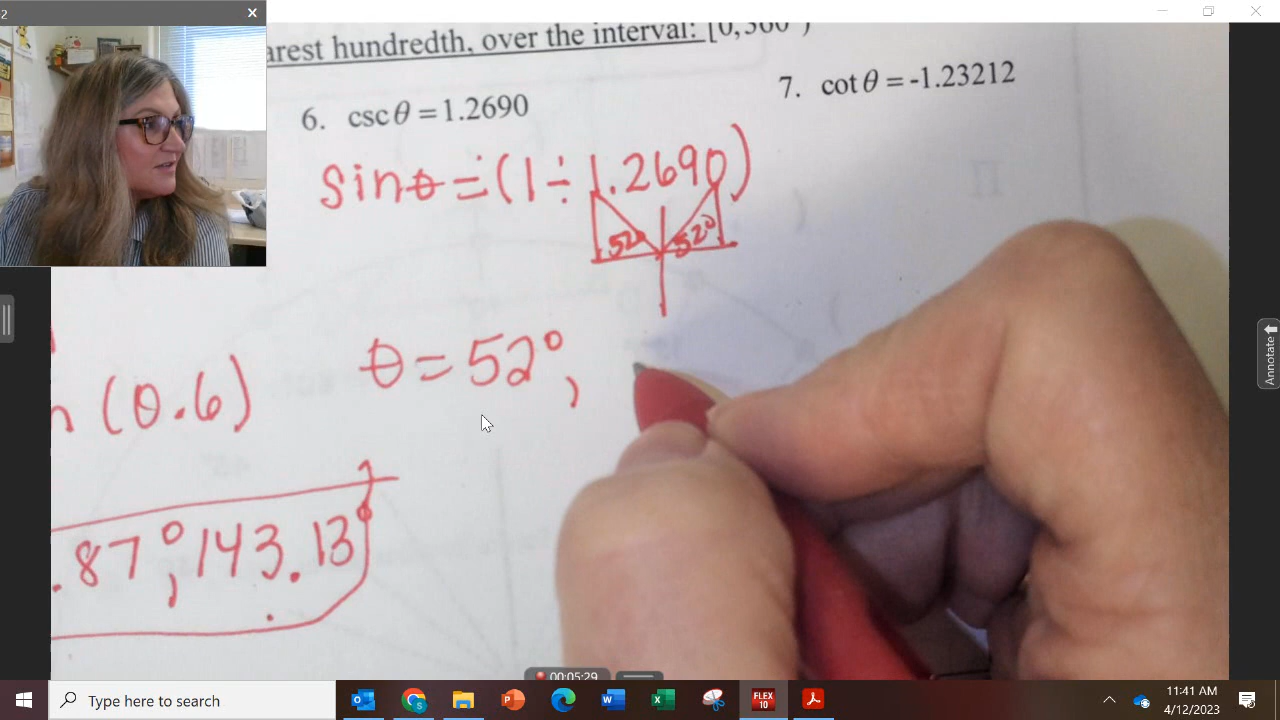 2
arest hundredth, over the interval: [0,360°)
6. csc θ = 1.2690
7. cot θ = -1.23212
sin θ = (1 ÷ 1.2690)
52° 52°
n (0.6)
θ = 52°,
.87°, 143.13°
Annotate
00:05:29
Type here to search
FLEX 10
11:41 AM
4/12/2023